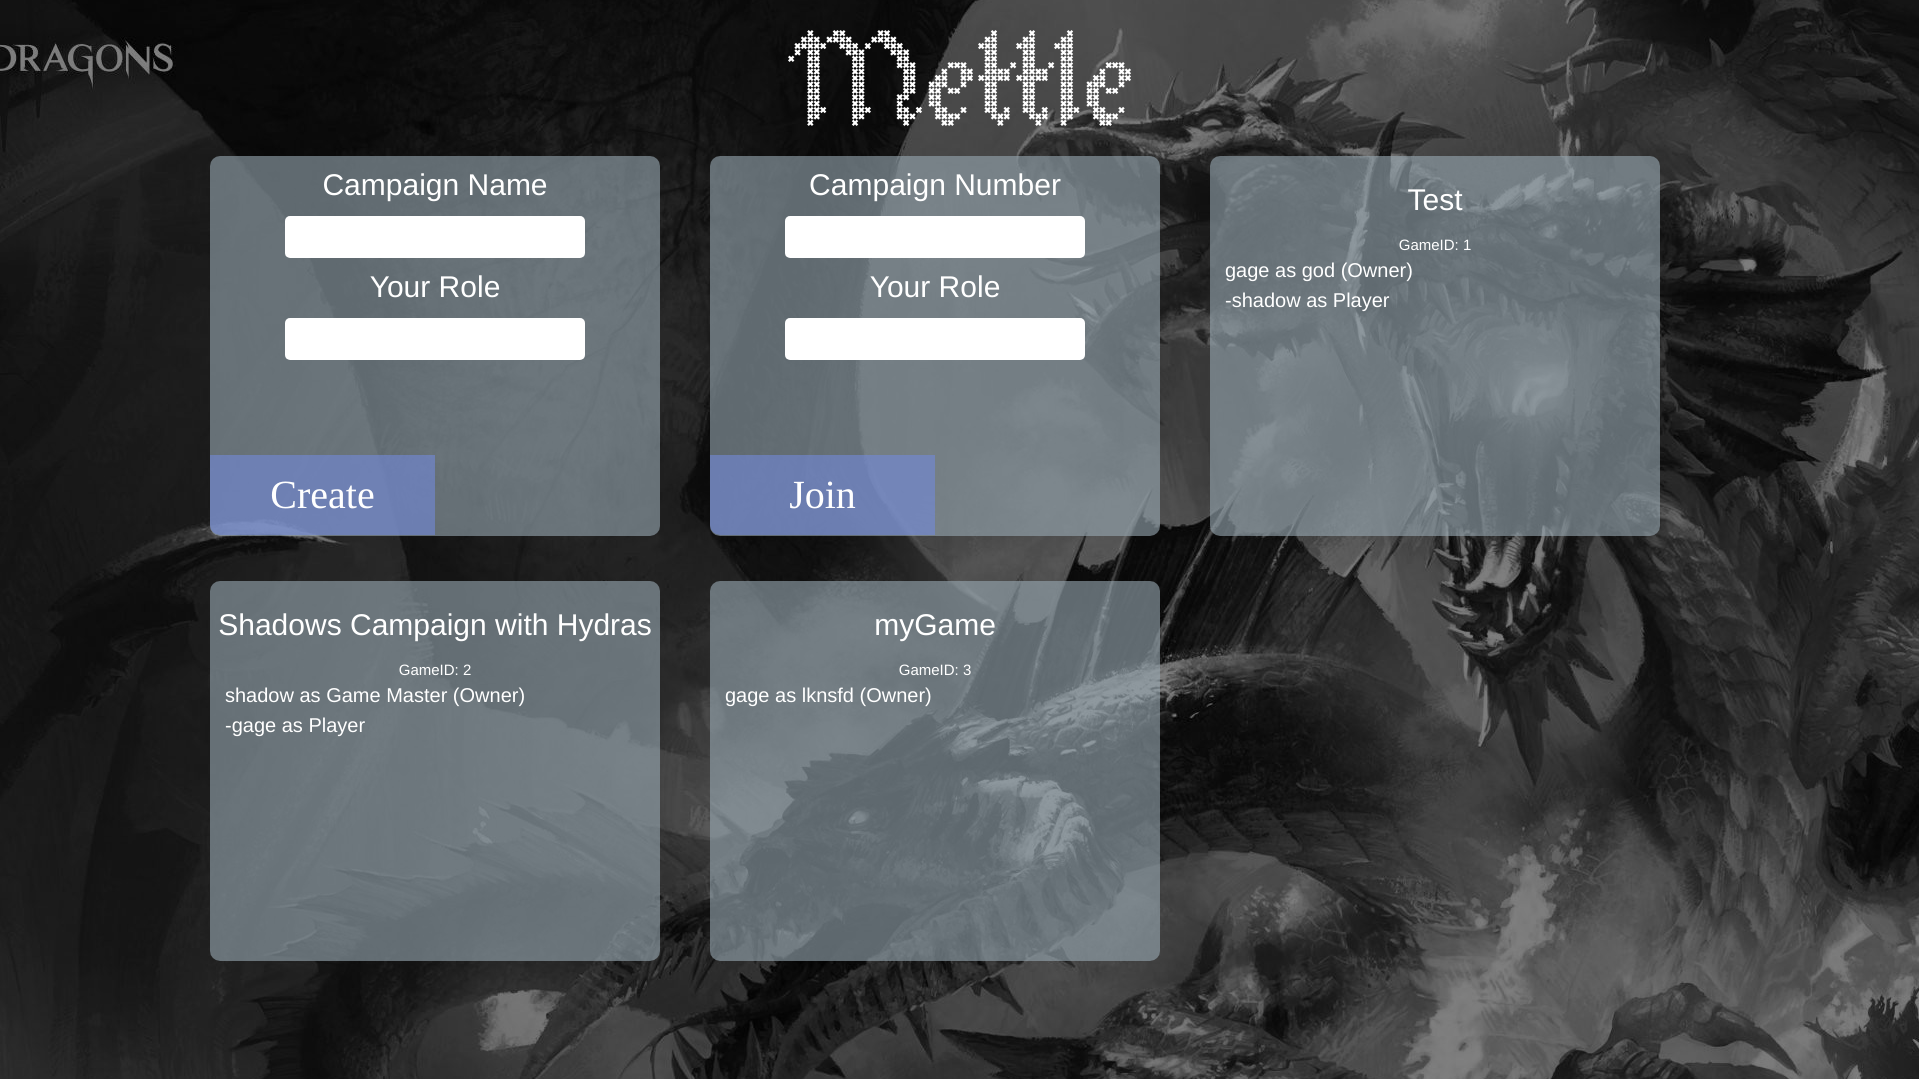 DRAGONS
Mettle
Campaign Name
Your Role
Create
Campaign Number
Your Role
Join
Test
GameID: 1
gage as god (Owner)
-shadow as Player
Shadows Campaign with Hydras
GameID: 2
shadow as Game Master (Owner)
-gage as Player
myGame
GameID: 3
gage as lknsfd (Owner)